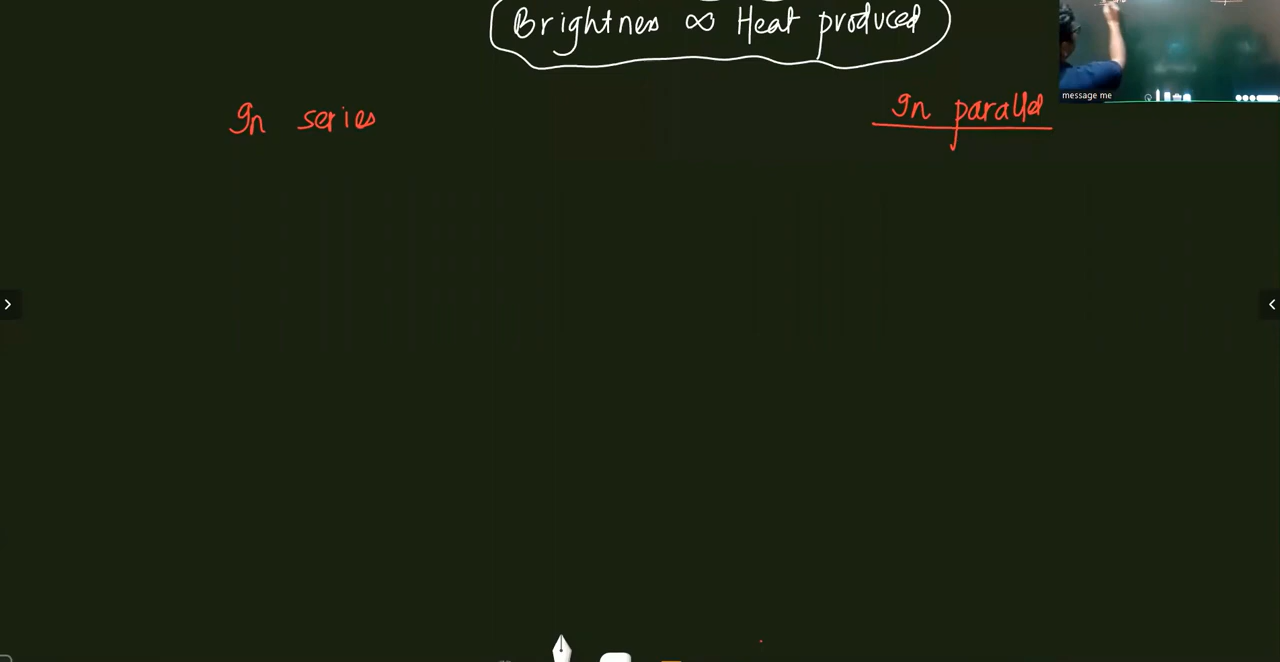 Brightness ∝ Heat produced
In series
In parallel
message me